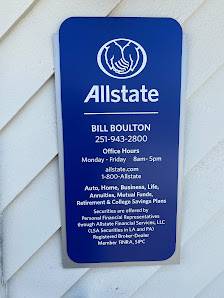 Allstate
BILL BOULTON
251-943-2800
Office Hours
Monday - Friday 8am-5pm
allstate.com
1-800-Allstate
Auto, Home, Business, Life,
Annuities, Mutual Funds,
Retirement & College Savings Plans
Securities are offered by
Personal Financial Representatives
through Allstate Financial Services, LLC
(LSA Securities in LA and PA)
Registered Broker-Dealer
Member FINRA, SIPC